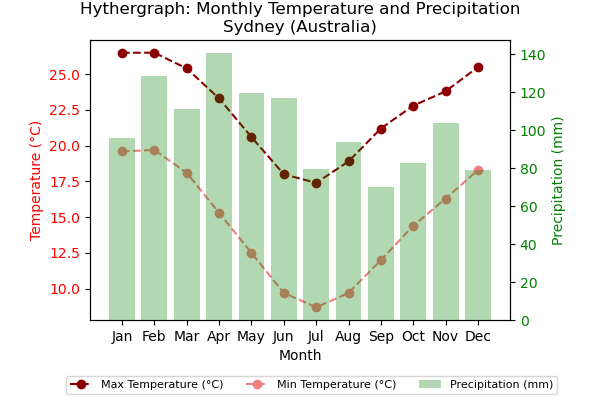 Hythergraph: Monthly Temperature and Precipitation
Sydney (Australia)
Temperature (°C)
25.0
22.5
20.0
17.5
15.0
12.5
10.0
140
120
100
80
60
40
20
0
Precipitation (mm)
Jan Feb Mar Apr May Jun Jul Aug Sep Oct Nov Dec
Month
Max Temperature (°C) Min Temperature (°C) Precipitation (mm)